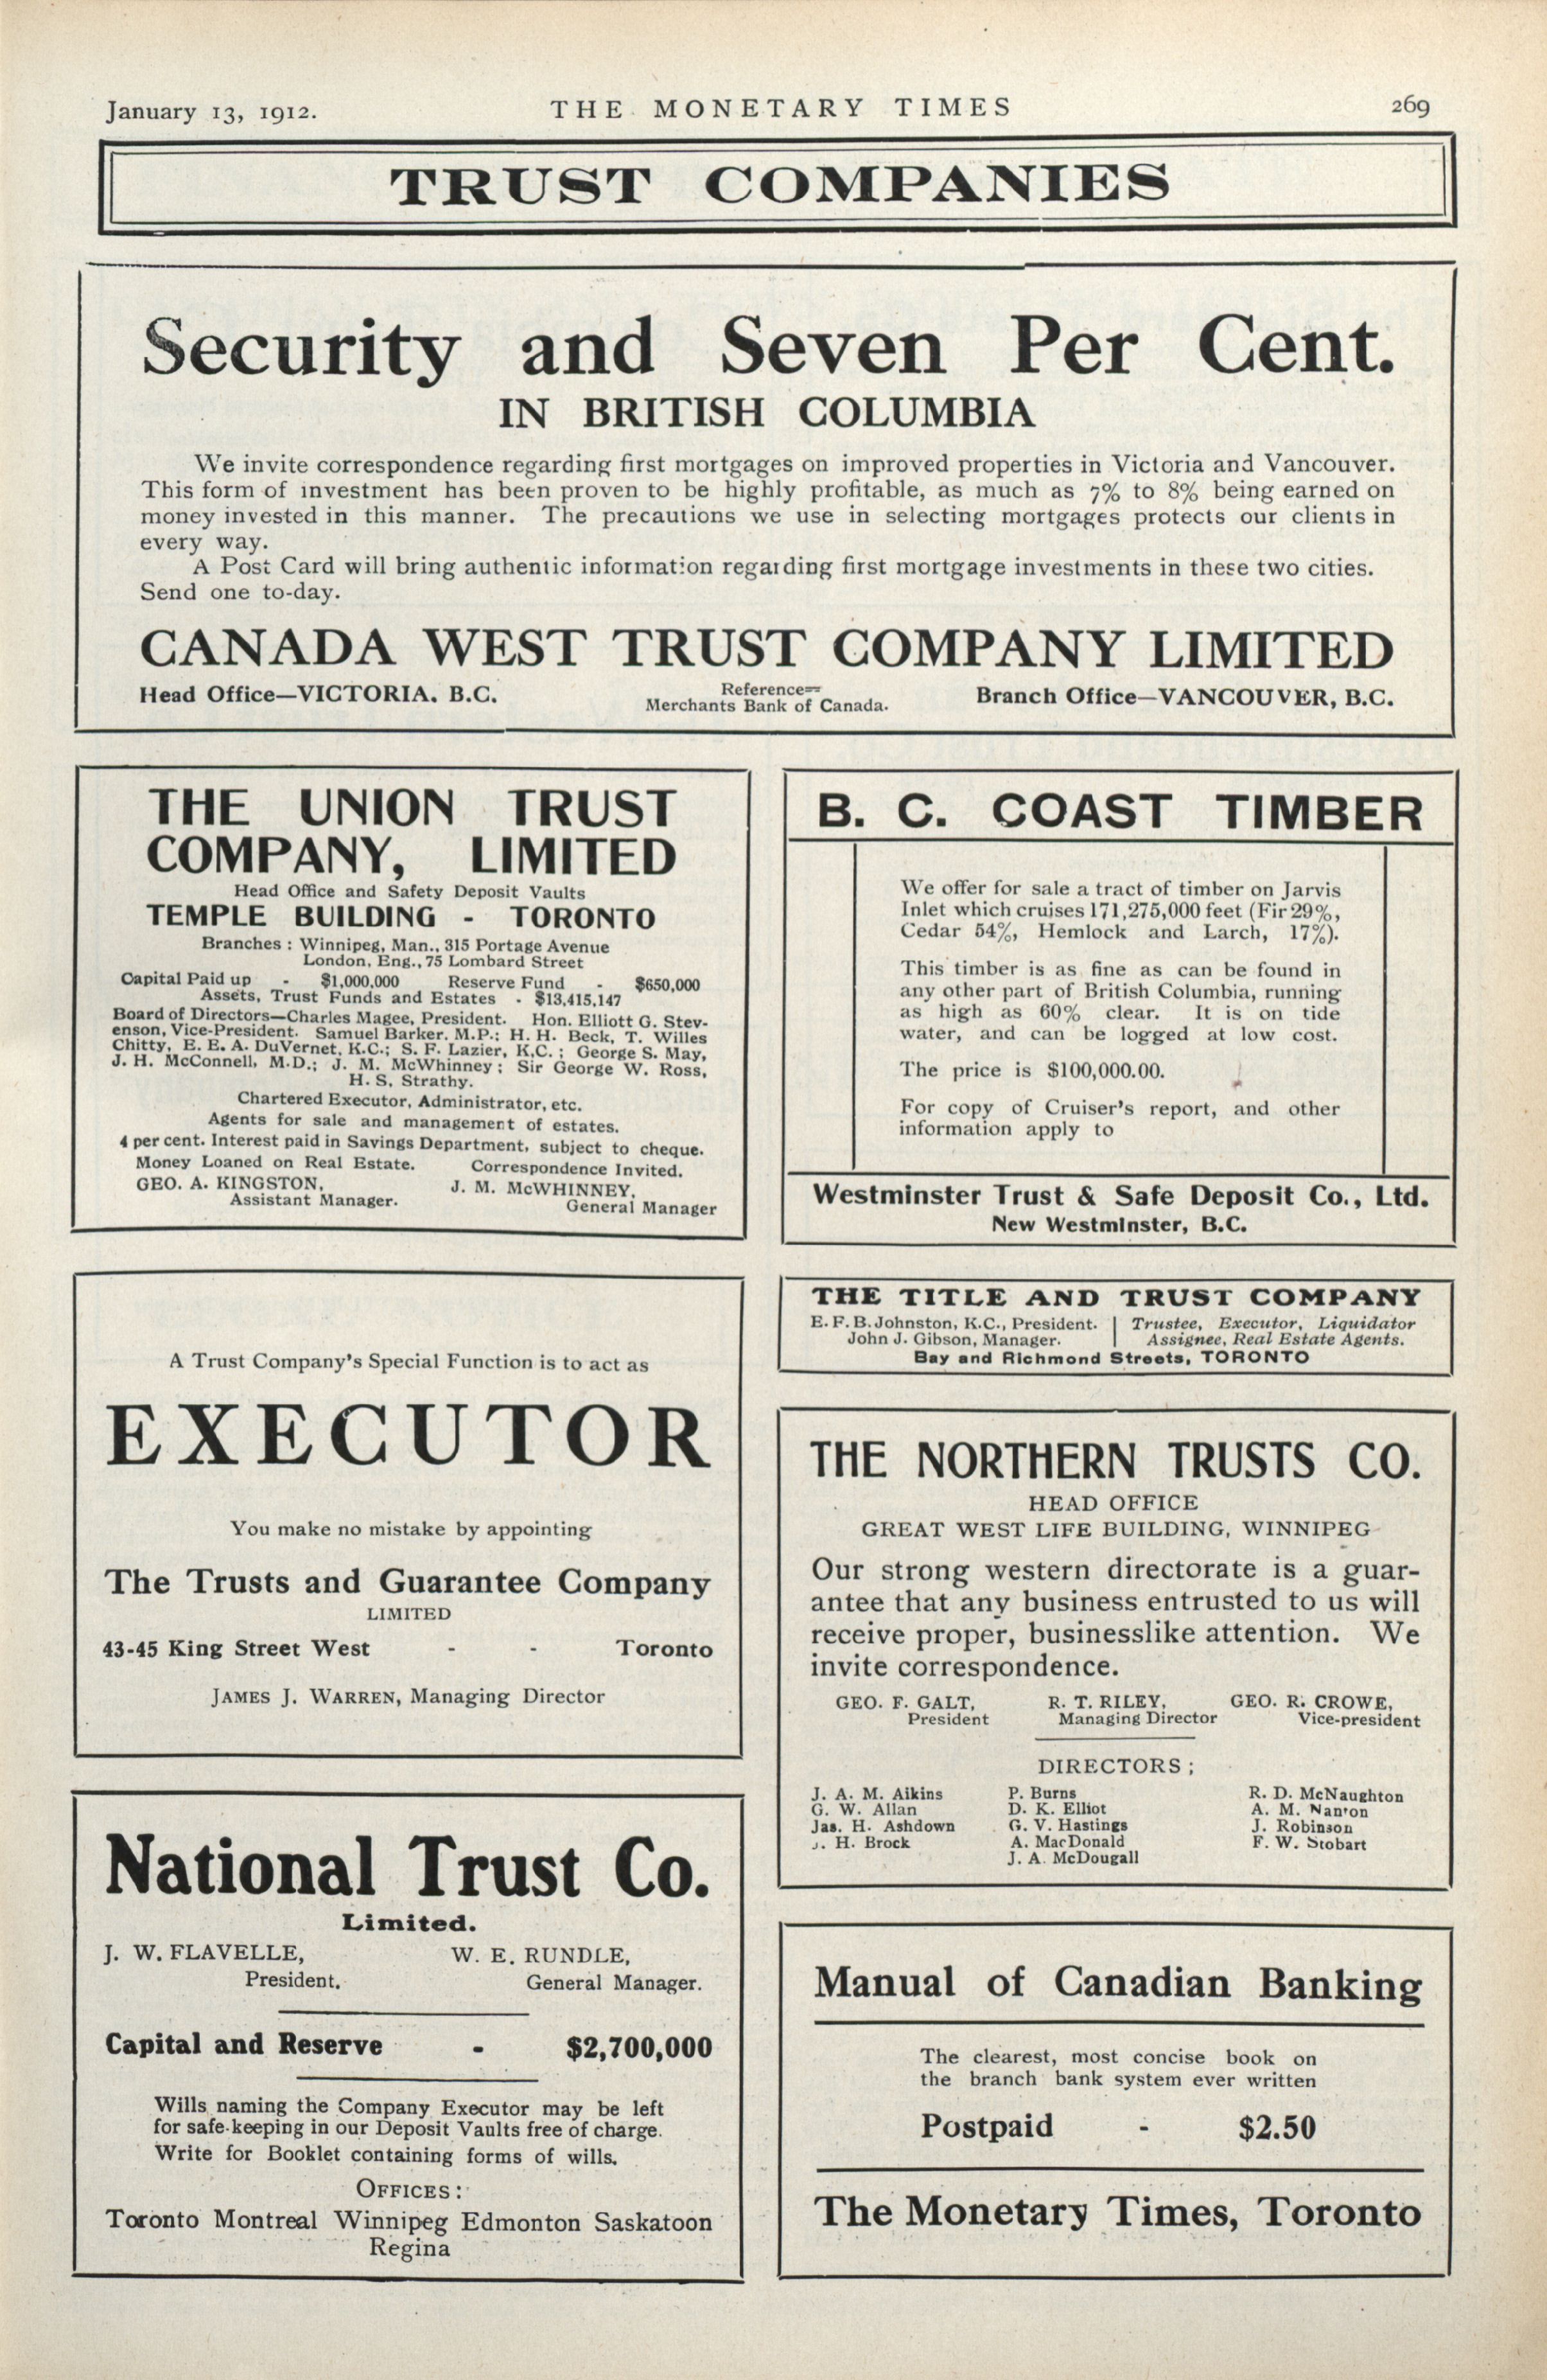 January 13, 1912.
THE MONETARY TIMES
269
TRUST COMPANIES
Security and Seven Per Cent.
IN BRITISH COLUMBIA
We invite correspondence regarding first mortgages on improved properties in Victoria and Vancouver.
This form of investment has been proven to be highly profitable, as much as 7% to 8% being earned on
money invested in this manner. The precautions we use in selecting mortgages protects our clients in
every way.
A Post Card will bring authentic information regarding first mortgage investments in these two cities.
Send one to-day.
CANADA WEST TRUST COMPANY LIMITED
Head Office—VICTORIA. B.C.
Reference—
Merchants Bank of Canada.
Branch Office—VANCOUVER, B.C.
THE UNION TRUST
COMPANY, LIMITED
Head Office and Safety Deposit Vaults
TEMPLE BUILDING - TORONTO
Branches : Winnipeg, Man., 315 Portage Avenue
London, Eng., 75 Lombard Street
Capital Paid up - $1,000,000 Reserve Fund - $650,000
Assets, Trust Funds and Estates - $13,415,147
Board of Directors—Charles Magee, President. Hon. Elliott G. Stev-
enson, Vice-President. Samuel Barker. M.P.; H. H. Beck, T. Willes
Chitty, E. E. A. DuVernet, K.C.; S. F. Lazier, K.C. ; George S. May,
J. H. McConnell, M.D.; J. M. McWhinney ; Sir George W. Ross,
H. S. Strathy.
Chartered Executor, Administrator, etc.
Agents for sale and management of estates.
4 per cent. Interest paid in Savings Department, subject to cheque.
Money Loaned on Real Estate. Correspondence Invited.
GEO. A. KINGSTON, J. M. McWHINNEY,
Assistant Manager. General Manager
B. C. COAST TIMBER
We offer for sale a tract of timber on Jarvis
Inlet which cruises 171,275,000 feet (Fir 29%,
Cedar 54%, Hemlock and Larch, 17%).
This timber is as fine as can be found in
any other part of British Columbia, running
as high as 60% clear. It is on tide
water, and can be logged at low cost.
The price is $100,000.00.
For copy of Cruiser's report, and other
information apply to
Westminster Trust & Safe Deposit Co., Ltd.
New Westminster, B.C.
THE TITLE AND TRUST COMPANY
E. F. B. Johnston, K.C., President. | Trustee, Executor, Liquidator
John J. Gibson, Manager. | Assignee, Real Estate Agents.
Bay and Richmond Streets, TORONTO
A Trust Company's Special Function is to act as
EXECUTOR
You make no mistake by appointing
The Trusts and Guarantee Company
LIMITED
43-45 King Street West - - Toronto
JAMES J. WARREN, Managing Director
THE NORTHERN TRUSTS CO.
HEAD OFFICE
GREAT WEST LIFE BUILDING, WINNIPEG
Our strong western directorate is a guar-
antee that any business entrusted to us will
receive proper, businesslike attention. We
invite correspondence.
GEO. F. GALT, R. T. RILEY, GEO. R. CROWE,
President Managing Director Vice-president
DIRECTORS ;
J. A. M. Aikins P. Burns R. D. McNaughton
G. W. Allan D. K. Elliot A. M. Nanton
Jas. H. Ashdown G. V. Hastings J. Robinson
J. H. Brock A. MacDonald F. W. Stobart
J. A. McDougall
National Trust Co.
Limited.
J. W. FLAVELLE, W. E. RUNDLE,
President. General Manager.
Capital and Reserve - $2,700,000
Wills naming the Company Executor may be left
for safe-keeping in our Deposit Vaults free of charge.
Write for Booklet containing forms of wills.
OFFICES :
Toronto Montreal Winnipeg Edmonton Saskatoon
Regina
Manual of Canadian Banking
The clearest, most concise book on
the branch bank system ever written
Postpaid - $2.50
The Monetary Times, Toronto